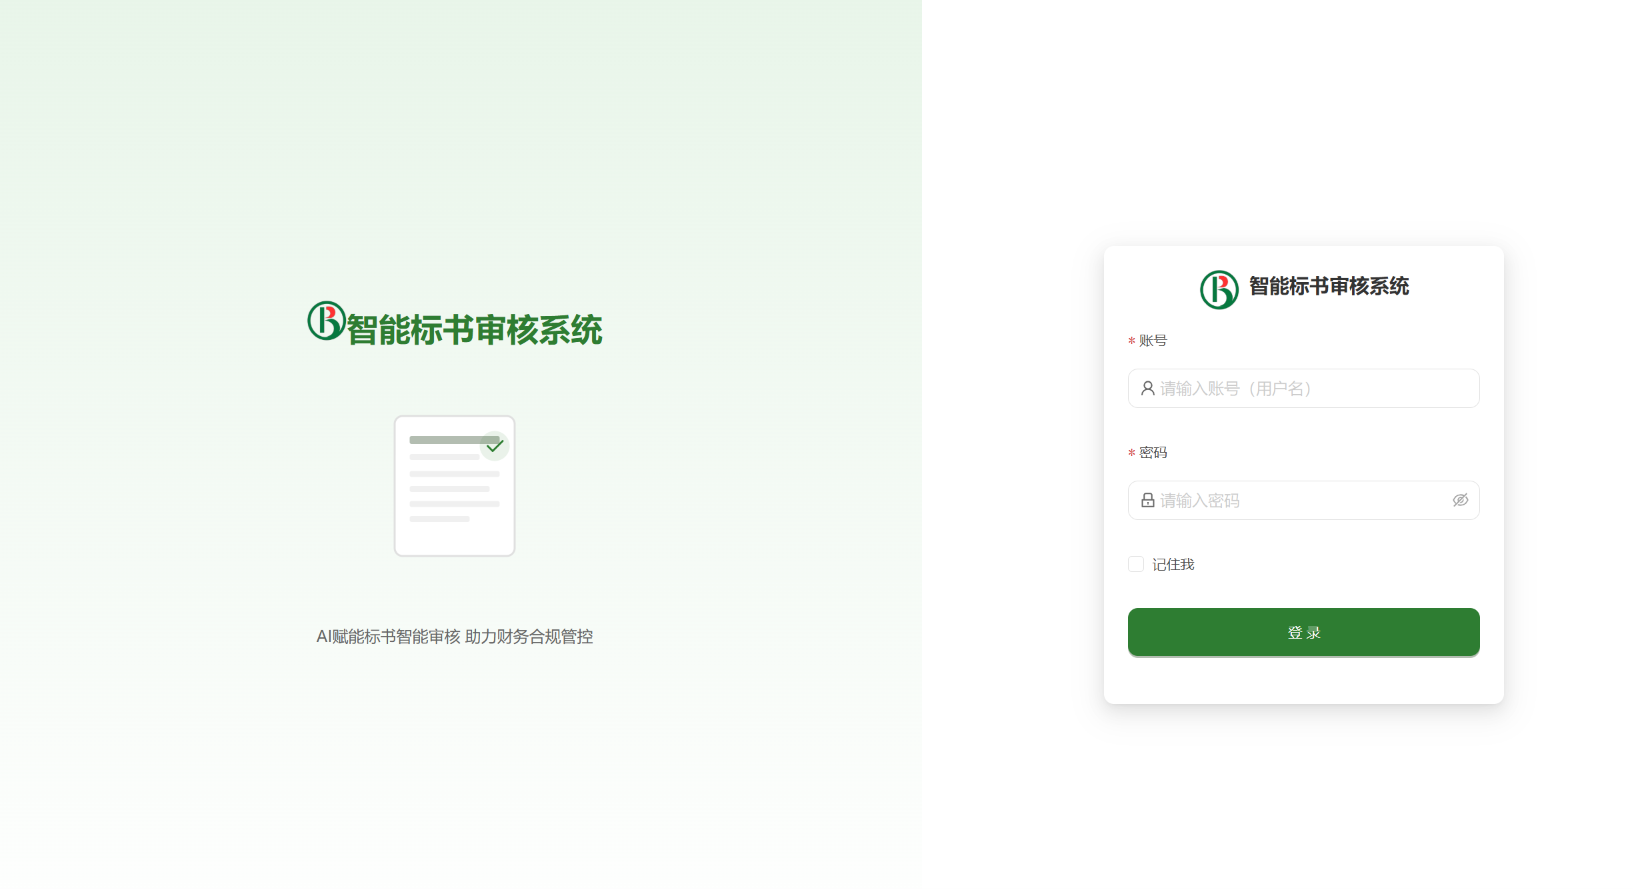 智能标书审核系统
AI赋能标书智能审核 助力财务合规管控
智能标书审核系统
* 账号
请输入账号（用户名）
* 密码
请输入密码
记住我
登 录